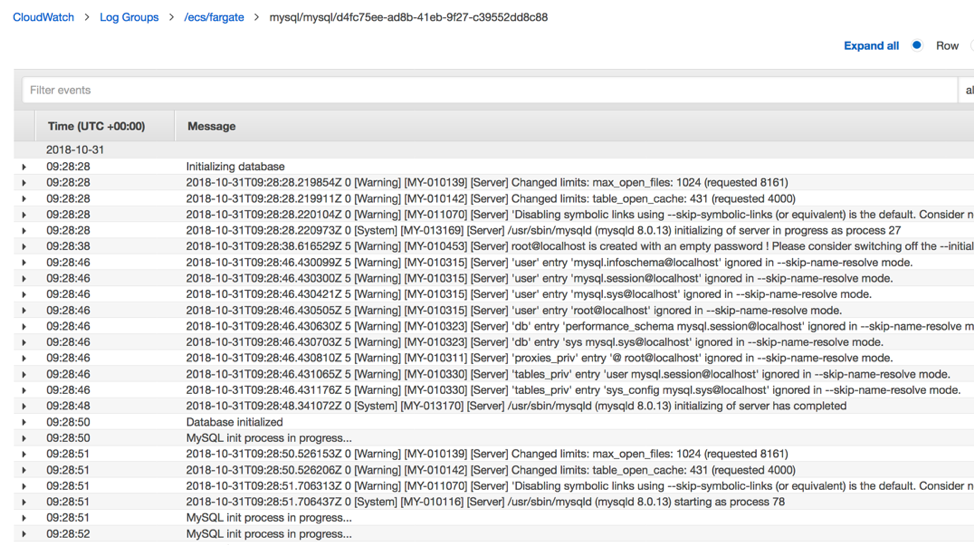 CloudWatch > Log Groups > /ecs/fargate > mysql/mysql/d4fc75ee-ad8b-41eb-9f27-c39552dd8c88
Expand all Row
Filter events al
Time (UTC +00:00) Message
2018-10-31
09:28:28 Initializing database
09:28:28 2018-10-31T09:28:28.219854Z 0 [Warning] [MY-010139] [Server] Changed limits: max_open_files: 1024 (requested 8161)
09:28:28 2018-10-31T09:28:28.219911Z 0 [Warning] [MY-010142] [Server] Changed limits: table_open_cache: 431 (requested 4000)
09:28:28 2018-10-31T09:28:28.220104Z 0 [Warning] [MY-011070] [Server] 'Disabling symbolic links using --skip-symbolic-links (or equivalent) is the default. Consider n
09:28:28 2018-10-31T09:28:28.220973Z 0 [System] [MY-013169] [Server] /usr/sbin/mysqld (mysqld 8.0.13) initializing of server in progress as process 27
09:28:38 2018-10-31T09:28:38.616529Z 5 [Warning] [MY-010453] [Server] root@localhost is created with an empty password ! Please consider switching off the --initial
09:28:46 2018-10-31T09:28:46.430099Z 5 [Warning] [MY-010315] [Server] 'user' entry 'mysql.infoschema@localhost' ignored in --skip-name-resolve mode.
09:28:46 2018-10-31T09:28:46.430300Z 5 [Warning] [MY-010315] [Server] 'user' entry 'mysql.session@localhost' ignored in --skip-name-resolve mode.
09:28:46 2018-10-31T09:28:46.430421Z 5 [Warning] [MY-010315] [Server] 'user' entry 'mysql.sys@localhost' ignored in --skip-name-resolve mode.
09:28:46 2018-10-31T09:28:46.430505Z 5 [Warning] [MY-010315] [Server] 'user' entry 'root@localhost' ignored in --skip-name-resolve mode.
09:28:46 2018-10-31T09:28:46.430630Z 5 [Warning] [MY-010323] [Server] 'db' entry 'performance_schema mysql.session@localhost' ignored in --skip-name-resolve m
09:28:46 2018-10-31T09:28:46.430703Z 5 [Warning] [MY-010323] [Server] 'db' entry 'sys mysql.sys@localhost' ignored in --skip-name-resolve mode.
09:28:46 2018-10-31T09:28:46.430810Z 5 [Warning] [MY-010311] [Server] 'proxies_priv' entry '@ root@localhost' ignored in --skip-name-resolve mode.
09:28:46 2018-10-31T09:28:46.431065Z 5 [Warning] [MY-010330] [Server] 'tables_priv' entry 'user mysql.session@localhost' ignored in --skip-name-resolve mode.
09:28:46 2018-10-31T09:28:46.431176Z 5 [Warning] [MY-010330] [Server] 'tables_priv' entry 'sys_config mysql.sys@localhost' ignored in --skip-name-resolve mode.
09:28:48 2018-10-31T09:28:48.341072Z 0 [System] [MY-013170] [Server] /usr/sbin/mysqld (mysqld 8.0.13) initializing of server has completed
09:28:50 Database initialized
09:28:50 MySQL init process in progress...
09:28:51 2018-10-31T09:28:50.526153Z 0 [Warning] [MY-010139] [Server] Changed limits: max_open_files: 1024 (requested 8161)
09:28:51 2018-10-31T09:28:50.526206Z 0 [Warning] [MY-010142] [Server] Changed limits: table_open_cache: 431 (requested 4000)
09:28:51 2018-10-31T09:28:51.706313Z 0 [Warning] [MY-011070] [Server] 'Disabling symbolic links using --skip-symbolic-links (or equivalent) is the default. Consider n
09:28:51 2018-10-31T09:28:51.706437Z 0 [System] [MY-010116] [Server] /usr/sbin/mysqld (mysqld 8.0.13) starting as process 78
09:28:51 MySQL init process in progress...
09:28:52 MySQL init process in progress...